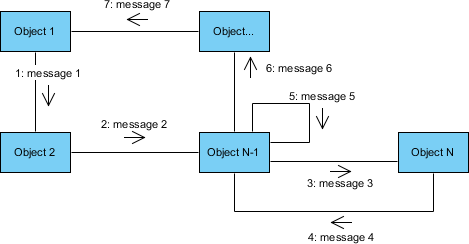 7: message 7
Object 1
Object...
1: message 1
6: message 6
5: message 5
2: message 2
Object 2
Object N-1
Object N
3: message 3
4: message 4